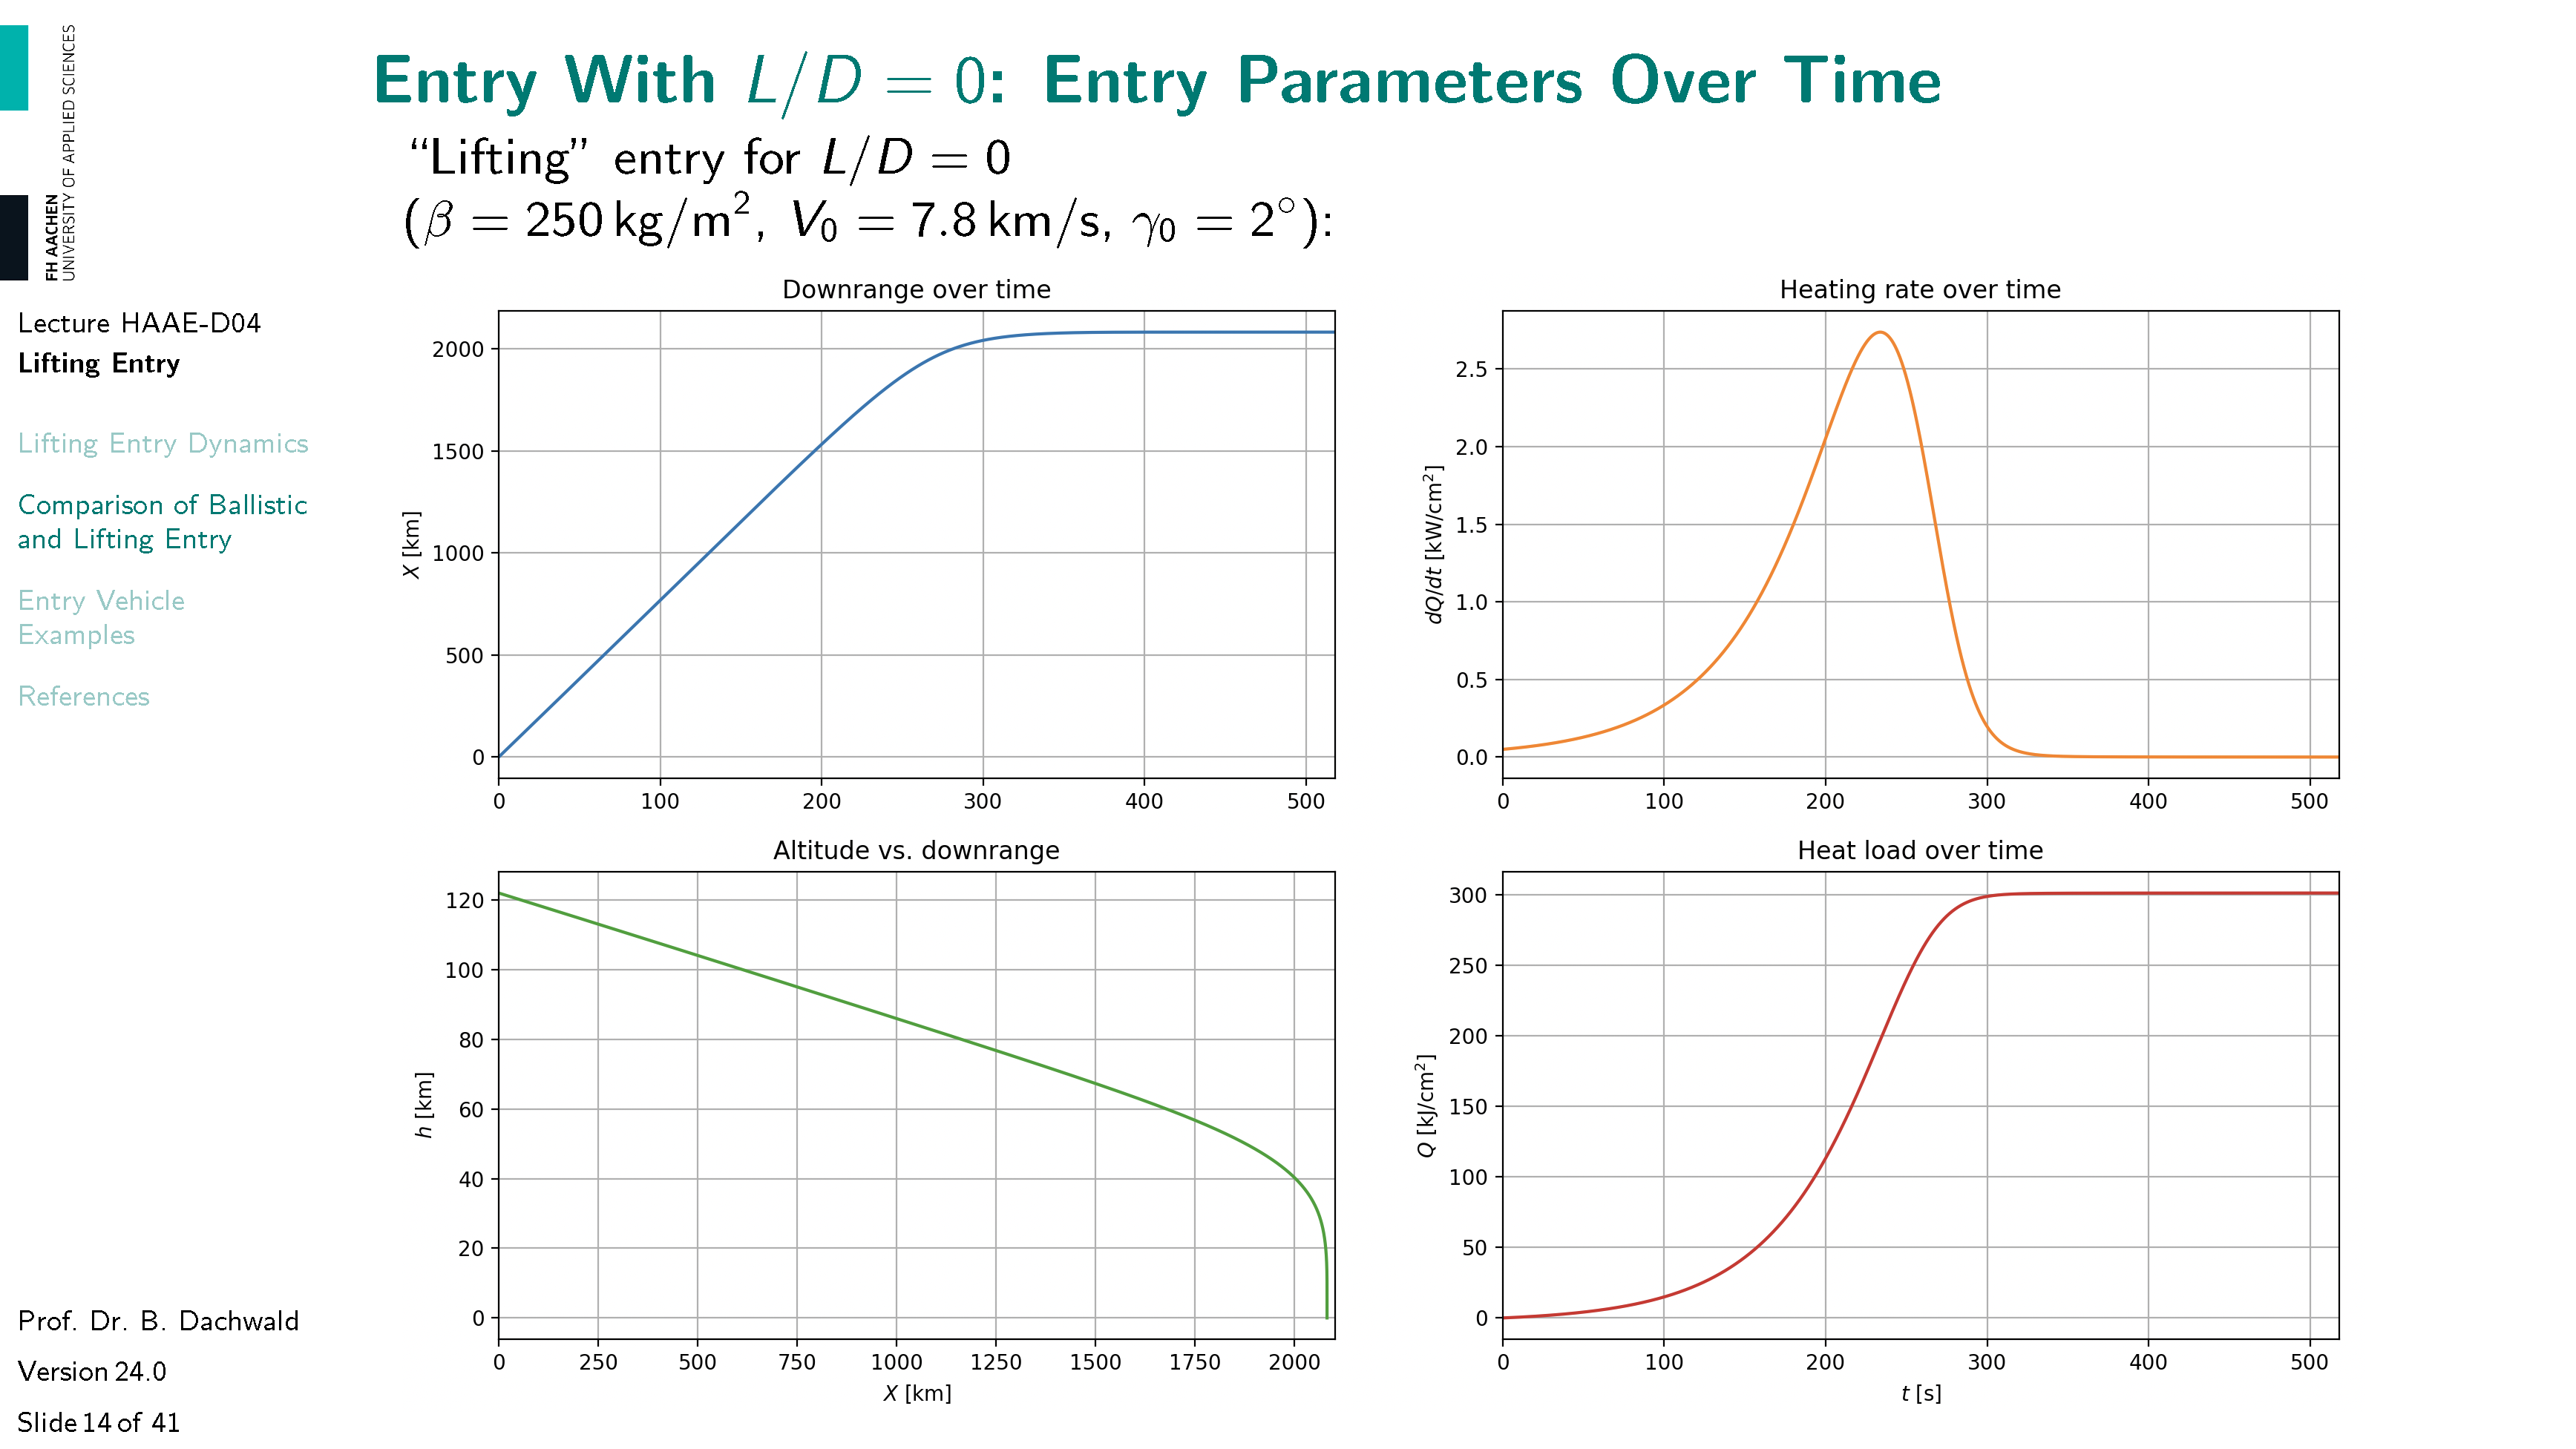 FH AACHEN
UNIVERSITY OF APPLIED SCIENCES
Entry With L/D = 0: Entry Parameters Over Time
“Lifting” entry for L/D = 0
(β = 250 kg/m², V₀ = 7.8 km/s, γ₀ = 2°):
Lecture HAAE-D04
Lifting Entry
Lifting Entry Dynamics
Comparison of Ballistic
and Lifting Entry
Entry Vehicle
Examples
References
Prof. Dr. B. Dachwald
Version 24.0
Slide 14 of 41
Downrange over time
X [km]
2000
1500
1000
500
0
0 100 200 300 400 500
Heating rate over time
dQ/dt [kW/cm²]
2.5
2.0
1.5
1.0
0.5
0.0
0 100 200 300 400 500
Altitude vs. downrange
h [km]
120
100
80
60
40
20
0
0 250 500 750 1000 1250 1500 1750 2000
X [km]
Heat load over time
Q [kJ/cm²]
300
250
200
150
100
50
0
0 100 200 300 400 500
t [s]